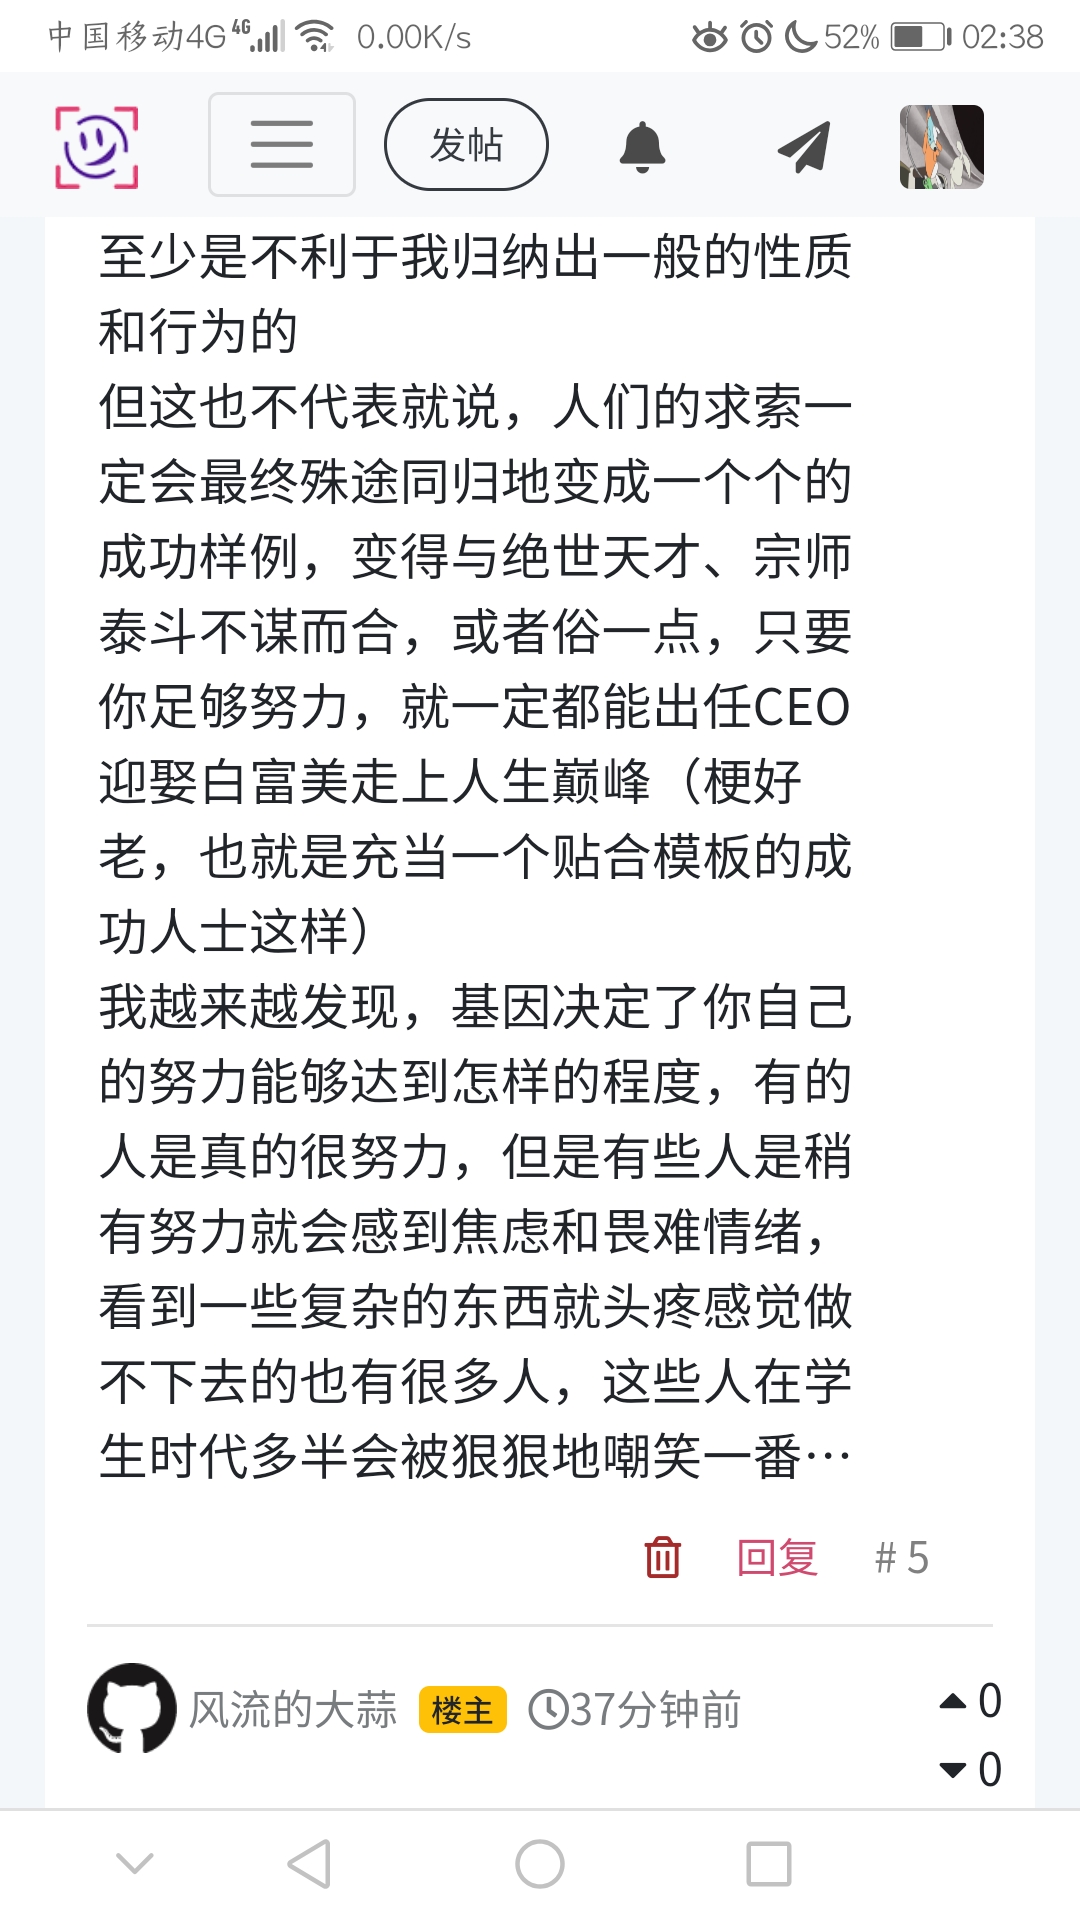 中国移动4G 4G 0.00K/s 52% 02:38
发帖
至少是不利于我归纳出一般的性质
和行为的
但这也不代表就说，人们的求索一
定会最终殊途同归地变成一个个的
成功样例，变得与绝世天才、宗师
泰斗不谋而合，或者俗一点，只要
你足够努力，就一定都能出任CEO
迎娶白富美走上人生巅峰（梗好
老，也就是充当一个贴合模板的成
功人士这样）
我越来越发现，基因决定了你自己
的努力能够达到怎样的程度，有的
人是真的很努力，但是有些人是稍
有努力就会感到焦虑和畏难情绪，
看到一些复杂的东西就头疼感觉做
不下去的也有很多人，这些人在学
生时代多半会被狠狠地嘲笑一番…
回复 # 5
风流的大蒜 楼主 37分钟前 0
0